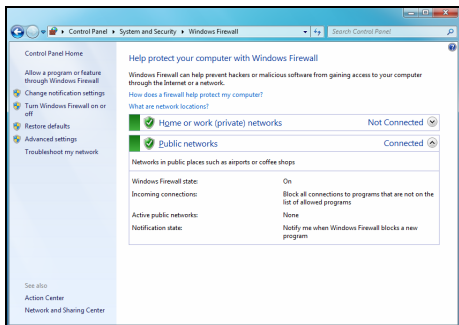 Control Panel ▸ System and Security ▸ Windows Firewall
Search Control Panel
Control Panel Home
Allow a program or feature
through Windows Firewall
Change notification settings
Turn Windows Firewall on or
off
Restore defaults
Advanced settings
Troubleshoot my network
See also
Action Center
Network and Sharing Center
Help protect your computer with Windows Firewall
Windows Firewall can help prevent hackers or malicious software from gaining access to your computer
through the Internet or a network.
How does a firewall help protect my computer?
What are network locations?
Home or work (private) networks Not Connected
Public networks Connected
Networks in public places such as airports or coffee shops
Windows Firewall state: On
Incoming connections: Block all connections to programs that are not on the
list of allowed programs
Active public networks: None
Notification state: Notify me when Windows Firewall blocks a new
program